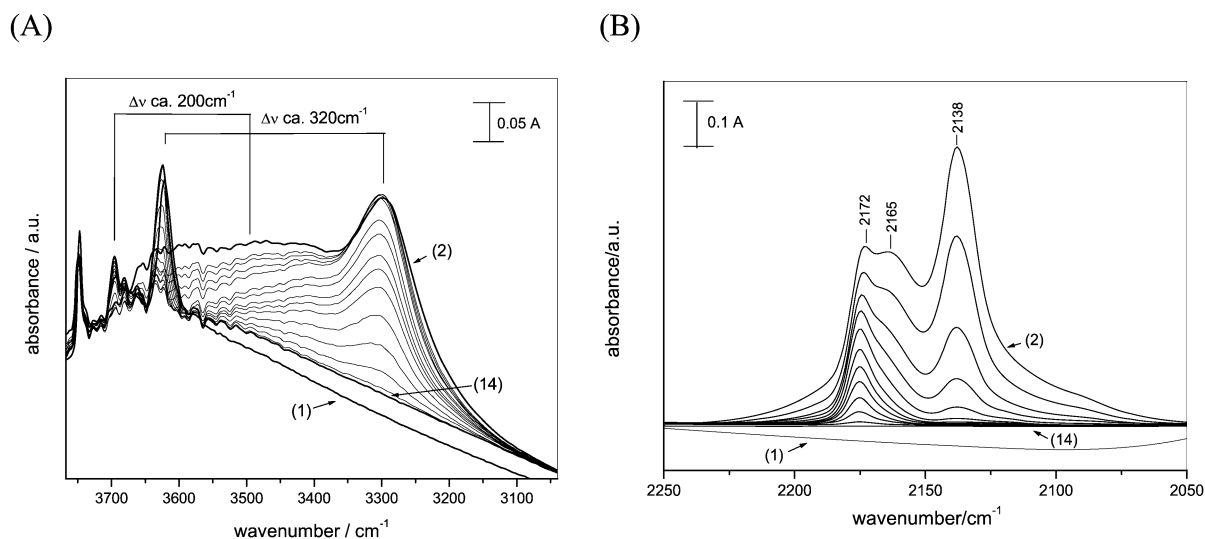 (A)
Δν ca. 200cm⁻¹
Δν ca. 320cm⁻¹
0.05 A
(2)
(14)
(1)
absorbance / a.u.
3700 3600 3500 3400 3300 3200 3100
wavenumber / cm⁻¹
(B)
0.1 A
2138
2172
2165
(2)
(14)
(1)
absorbance/a.u.
2250 2200 2150 2100 2050
wavenumber/cm⁻¹